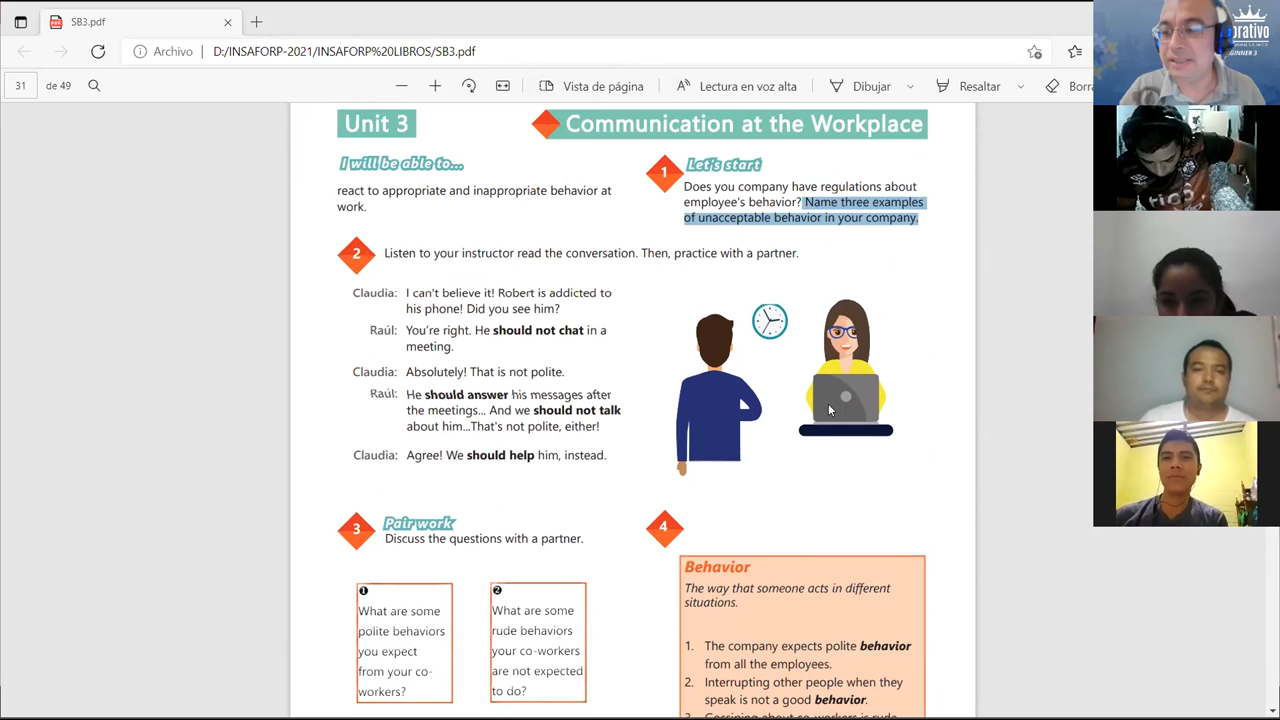 SB3.pdf
Archivo D:/INSAFORP-2021/INSAFORP%20LIBROS/SB3.pdf
31 de 49 Vista de página Lectura en voz alta Dibujar Resaltar
Unit 3
Communication at the Workplace
I will be able to...
react to appropriate and inappropriate behavior at
work.
1 Let's start
Does you company have regulations about
employee's behavior? Name three examples
of unacceptable behavior in your company.
2 Listen to your instructor read the conversation. Then, practice with a partner.
Claudia: I can't believe it! Robert is addicted to
his phone! Did you see him?
Raúl: You're right. He should not chat in a
meeting.
Claudia: Absolutely! That is not polite.
Raúl: He should answer his messages after
the meetings... And we should not talk
about him...That's not polite, either!
Claudia: Agree! We should help him, instead.
3 Pair work
Discuss the questions with a partner.
1
What are some
polite behaviors
you expect
from your co-
workers?
2
What are some
rude behaviors
your co-workers
are not expected
to do?
4
Behavior
The way that someone acts in different
situations.
1. The company expects polite behavior
from all the employees.
2. Interrupting other people when they
speak is not a good behavior.
3. Gossiping about co-workers is rude